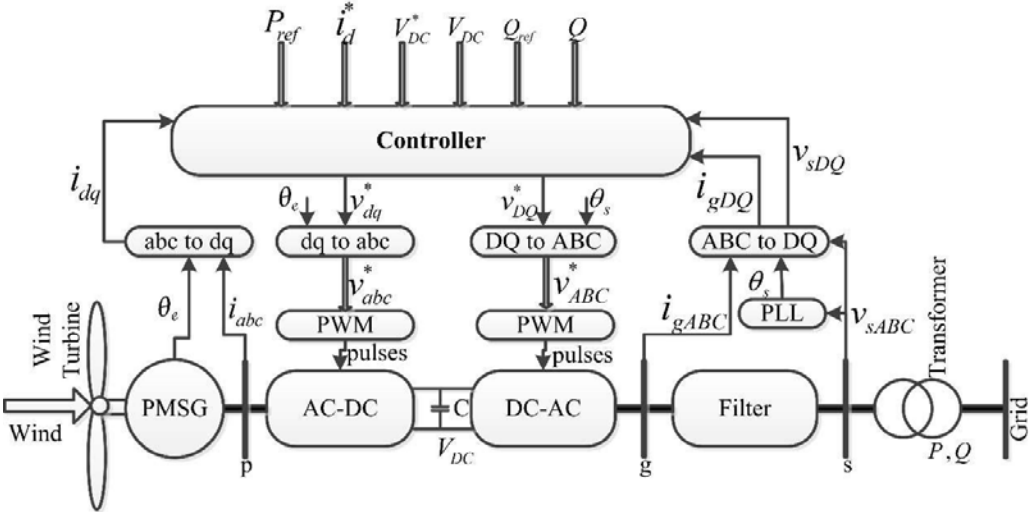 P_ref i_d^* V_DC^* V_DC Q_ref Q
Controller
i_dq
v_sDQ
i_gDQ
θ_e v_dq^* v_DQ^* θ_s
abc to dq
dq to abc
DQ to ABC
ABC to DQ
θ_e
i_abc
v_abc^*
v_ABC^*
i_gABC
θ_s
v_sABC
PWM
PWM
PLL
pulses
pulses
Wind
Turbine
Transformer
Wind
PMSG
AC-DC
C
DC-AC
Filter
V_DC
p
g
s
P,Q
Grid